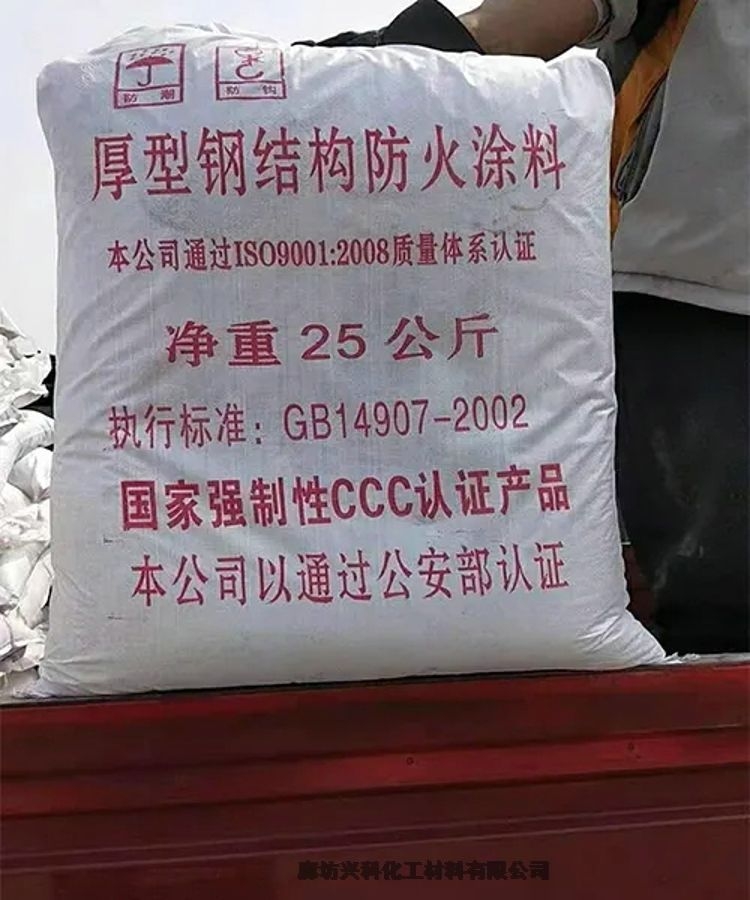 防潮 防钩
厚型钢结构防火涂料
本公司通过ISO9001:2008质量体系认证
净重25公斤
执行标准：GB14907-2002
国家强制性CCC认证产品
本公司以通过公安部认证
廊坊兴科化工材料有限公司